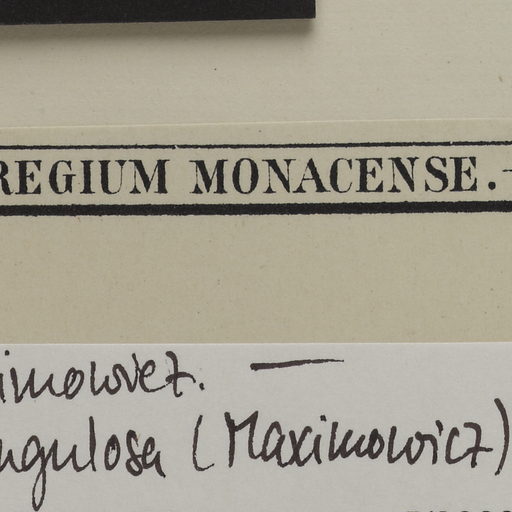 REGIUM MONACENSE.—
imowicz. —
ngulosa (Maximowicz)